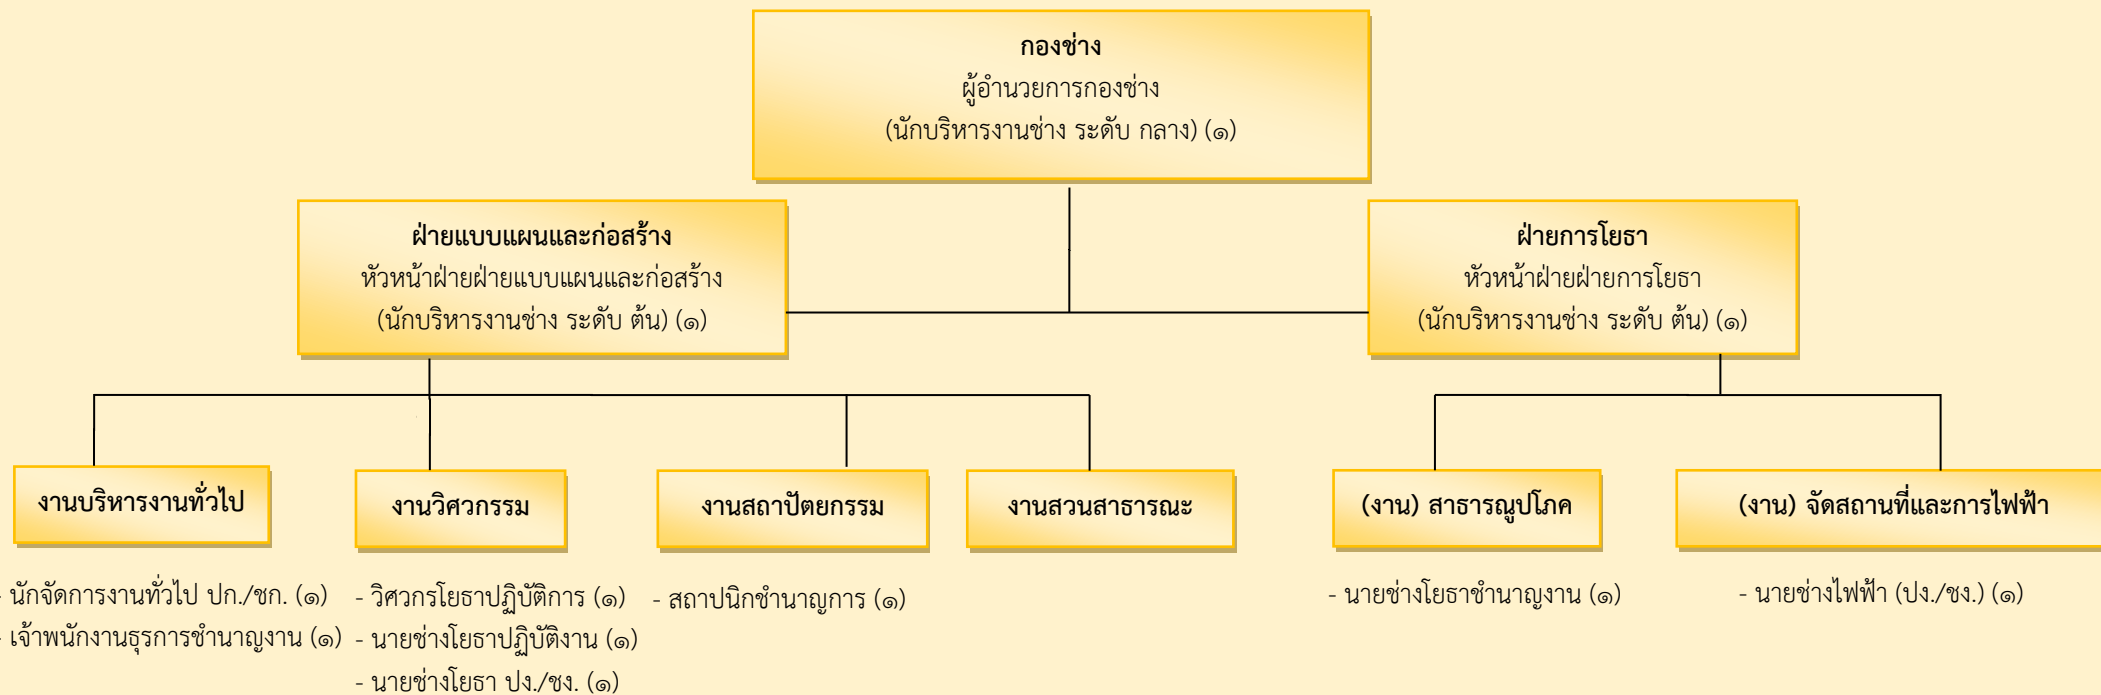 กองช่าง
ผู้อำนวยการกองช่าง
(นักบริหารงานช่าง ระดับ กลาง) (๑)
ฝ่ายแบบแผนและก่อสร้าง
หัวหน้าฝ่ายฝ่ายแบบแผนและก่อสร้าง
(นักบริหารงานช่าง ระดับ ต้น) (๑)
ฝ่ายการโยธา
หัวหน้าฝ่ายฝ่ายการโยธา
(นักบริหารงานช่าง ระดับ ต้น) (๑)
งานบริหารงานทั่วไป
- นักจัดการงานทั่วไป ปก./ชก. (๑)
- เจ้าพนักงานธุรการชำนาญงาน (๑)
งานวิศวกรรม
- วิศวกรโยธาปฏิบัติการ (๑)
- นายช่างโยธาปฏิบัติงาน (๑)
- นายช่างโยธา ปง./ชง. (๑)
งานสถาปัตยกรรม
- สถาปนิกชำนาญการ (๑)
งานสวนสาธารณะ
(งาน) สาธารณูปโภค
- นายช่างโยธาชำนาญงาน (๑)
(งาน) จัดสถานที่และการไฟฟ้า
- นายช่างไฟฟ้า (ปง./ชง.) (๑)